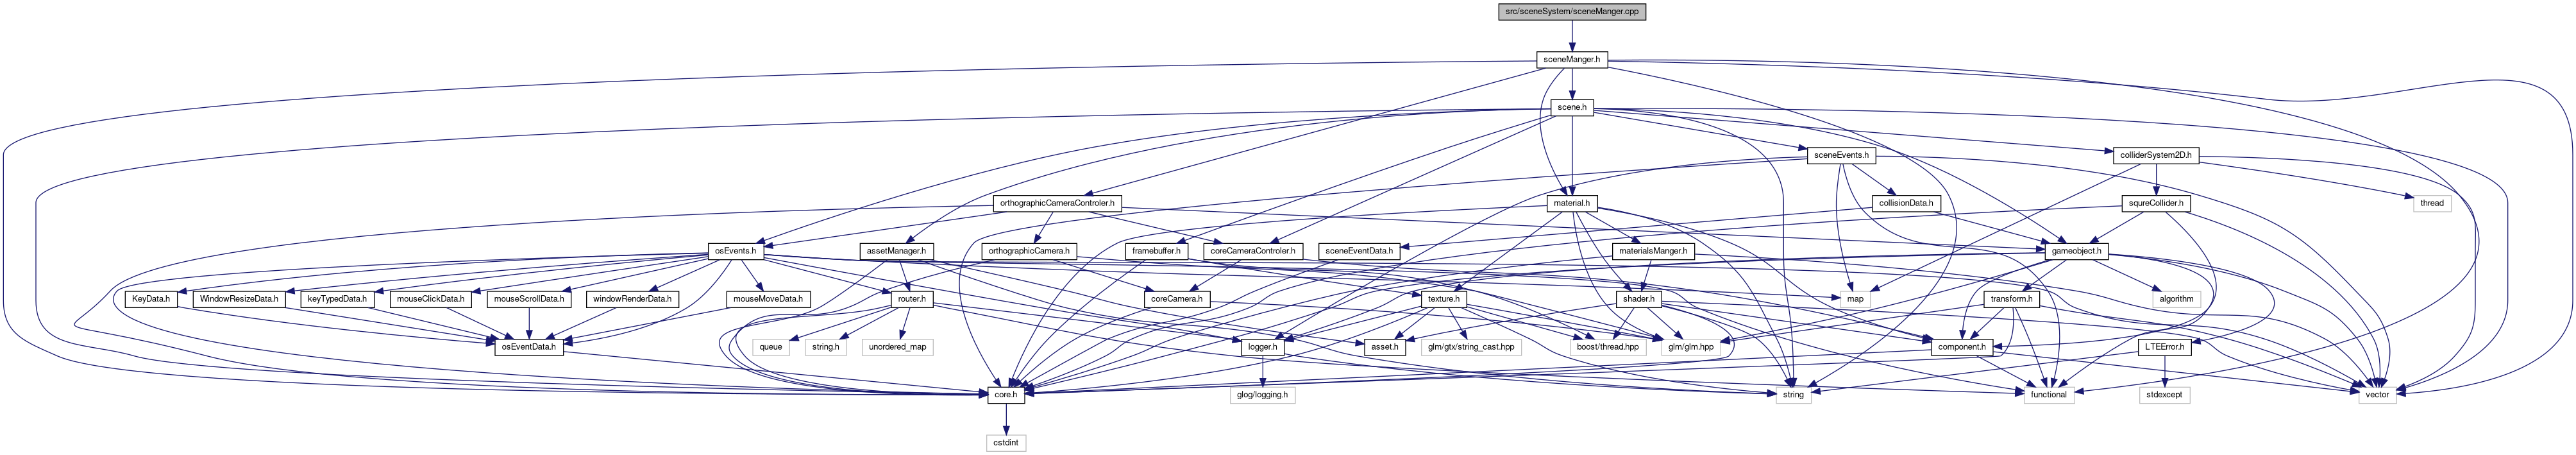 src/sceneSystem/sceneManger.cpp
sceneManger.h
scene.h
sceneEvents.h
colliderSystem2D.h
orthographicCameraControler.h
material.h
collisionData.h
squreCollider.h
thread
osEvents.h
assetManager.h
orthographicCamera.h
framebuffer.h
coreCameraControler.h
sceneEventData.h
materialsManger.h
gameobject.h
KeyData.h
WindowResizeData.h
keyTypedData.h
mouseClickData.h
mouseScrollData.h
windowRenderData.h
mouseMoveData.h
router.h
coreCamera.h
texture.h
shader.h
map
transform.h
algorithm
osEventData.h
queue
string.h
unordered_map
logger.h
asset.h
glm/gtx/string_cast.hpp
boost/thread.hpp
glm/glm.hpp
component.h
LTEError.h
core.h
glog/logging.h
string
functional
stdexcept
vector
cstdint